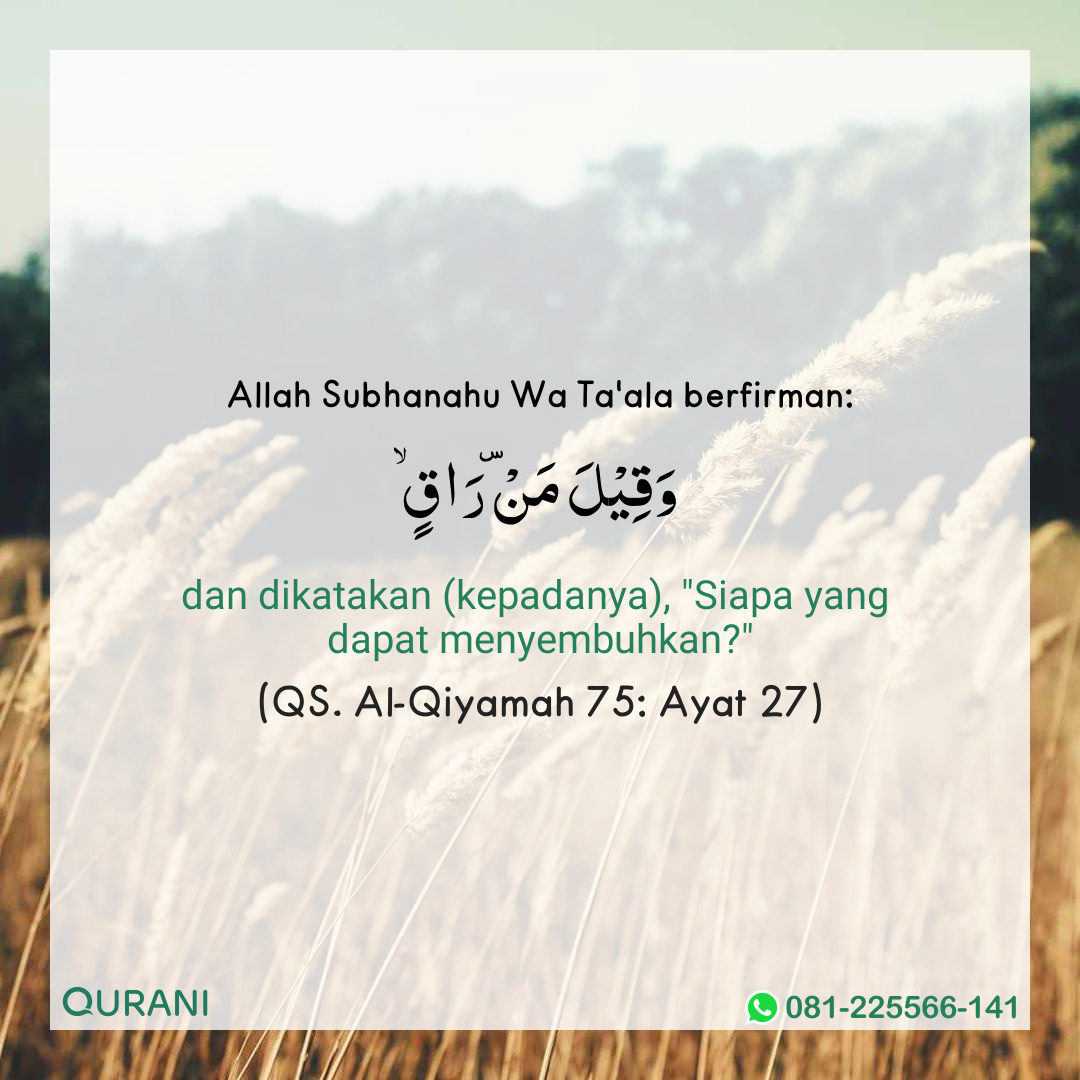 Allah Subhanahu Wa Ta'ala berfirman:
وَقِيْلَ مَنْ ۜرَاقٍۙ
dan dikatakan (kepadanya), "Siapa yang
dapat menyembuhkan?"
(QS. Al-Qiyamah 75: Ayat 27)
QURANI
081-225566-141